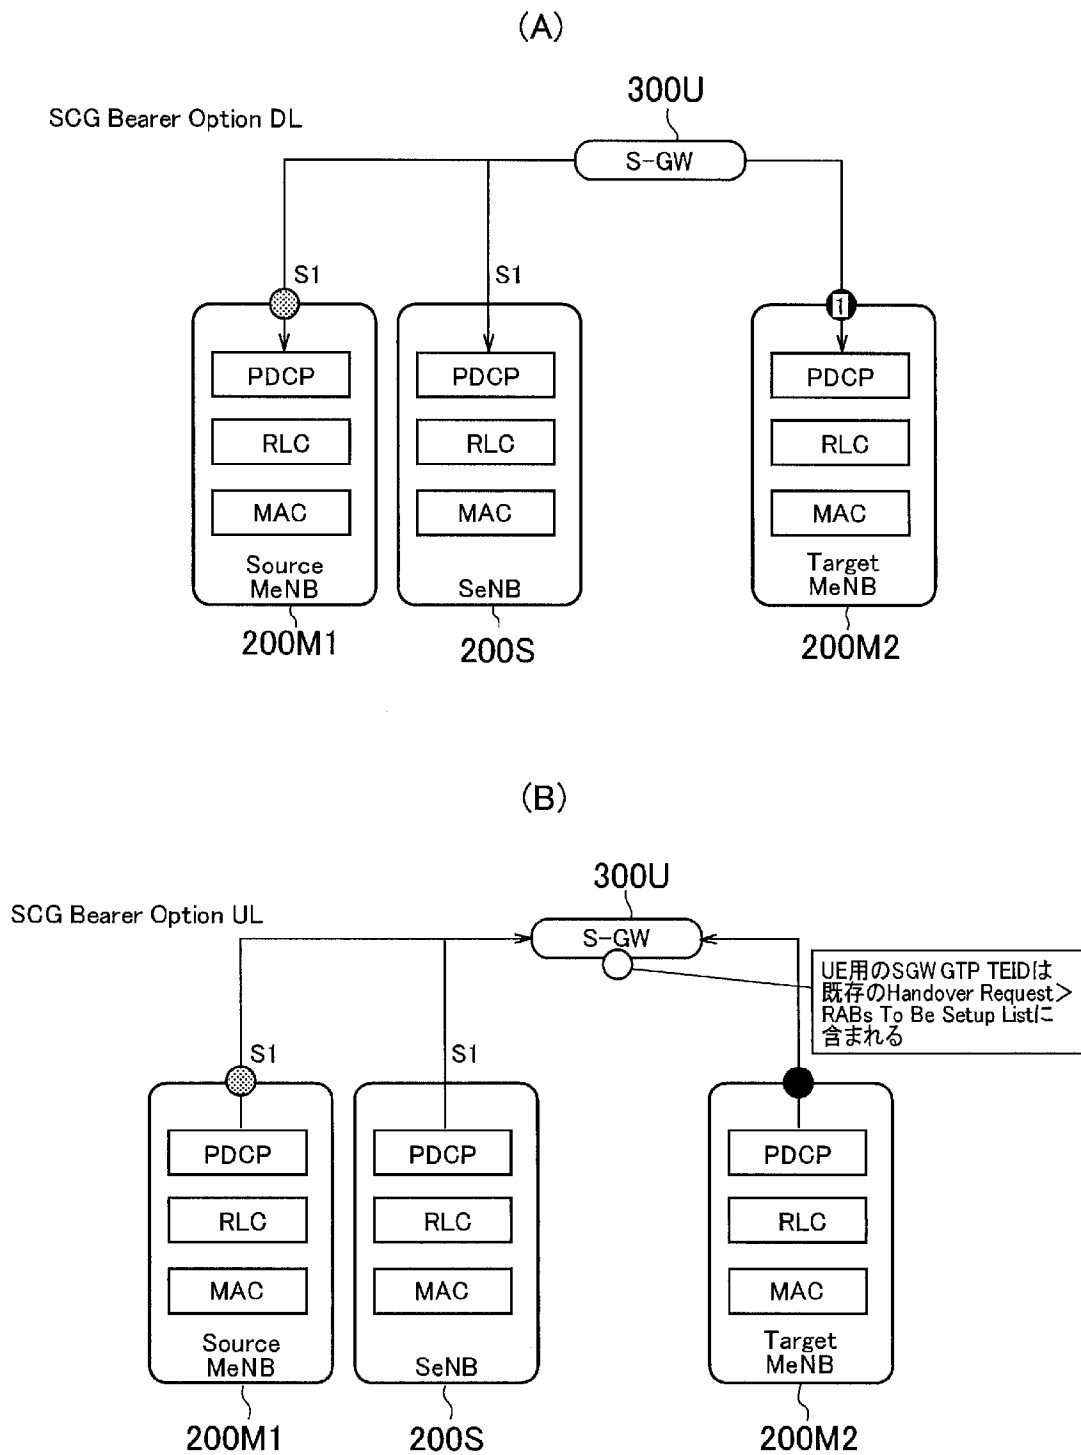 (A)
300U
SCG Bearer Option DL
S-GW
S1
S1
1
PDCP
PDCP
PDCP
RLC
RLC
RLC
MAC
MAC
MAC
Source
MeNB
SeNB
Target
MeNB
200M1
200S
200M2
(B)
300U
SCG Bearer Option UL
S-GW
UE用のSGW GTP TEIDは
既存のHandover Request>
RABs To Be Setup Listに
含まれる
S1
S1
PDCP
PDCP
PDCP
RLC
RLC
RLC
MAC
MAC
MAC
Source
MeNB
SeNB
Target
MeNB
200M1
200S
200M2